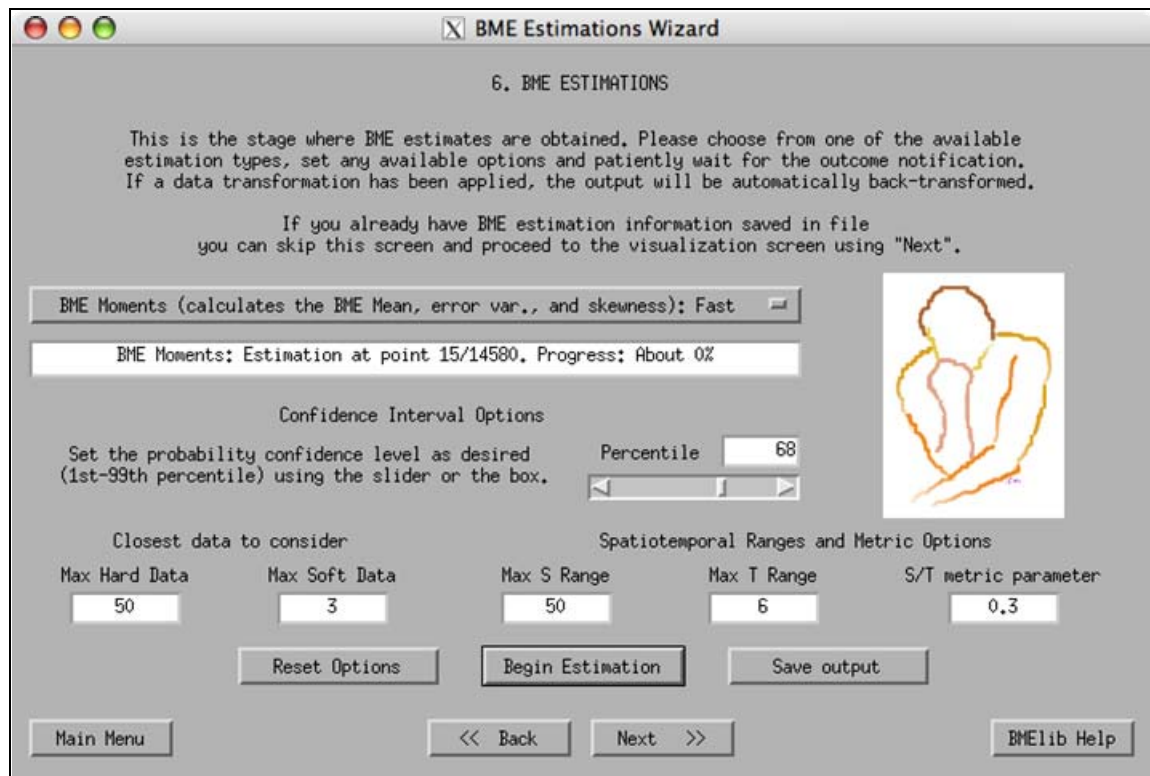 X BME Estimations Wizard
6. BME ESTIMATIONS
This is the stage where BME estimates are obtained. Please choose from one of the available
estimation types, set any available options and patiently wait for the outcome notification.
If a data transformation has been applied, the output will be automatically back-transformed.
If you already have BME estimation information saved in file
you can skip this screen and proceed to the visualization screen using "Next".
BME Moments (calculates the BME Mean, error var., and skewness): Fast
BME Moments: Estimation at point 15/14580. Progress: About 0%
Confidence Interval Options
Set the probability confidence level as desired
(1st-99th percentile) using the slider or the box.
Percentile 68
Closest data to consider
Spatiotemporal Ranges and Metric Options
Max Hard Data Max Soft Data Max S Range Max T Range S/T metric parameter
50 3 50 6 0.3
Reset Options Begin Estimation Save output
Main Menu << Back Next >> BMElib Help